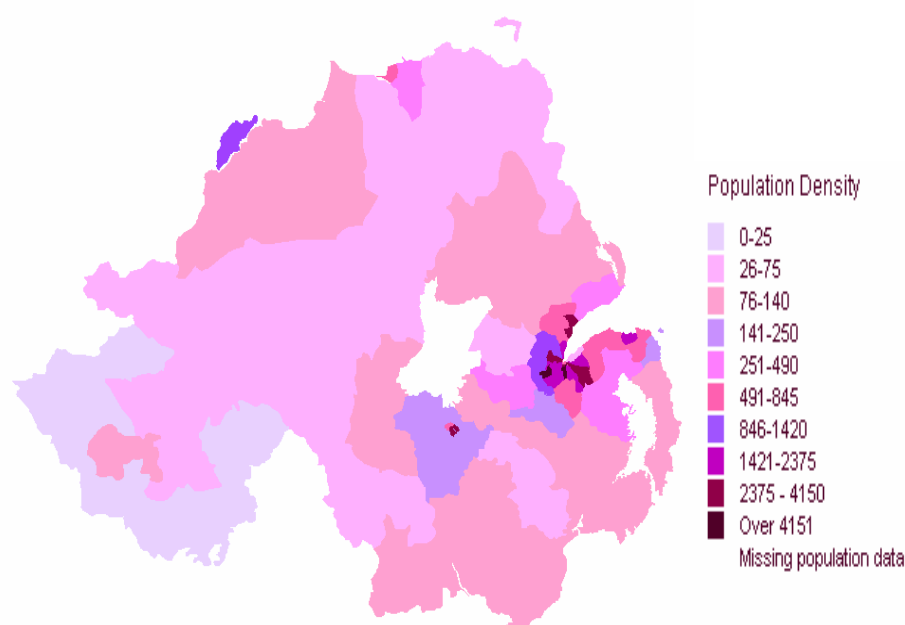 Population Density
0-25
26-75
76-140
141-250
251-490
491-845
846-1420
1421-2375
2375 - 4150
Over 4151
Missing population data